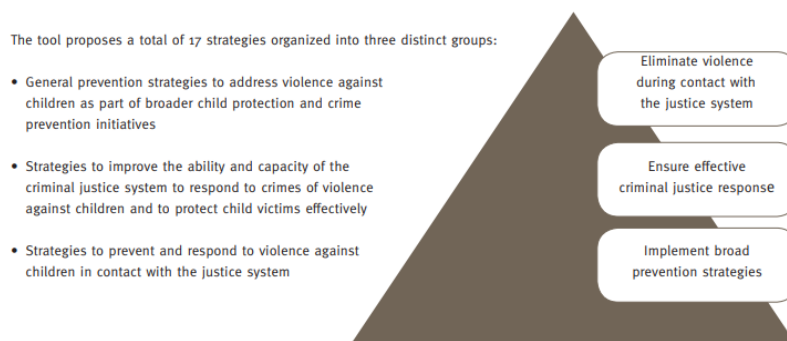 The tool proposes a total of 17 strategies organized into three distinct groups:
• General prevention strategies to address violence against
children as part of broader child protection and crime
prevention initiatives
• Strategies to improve the ability and capacity of the
criminal justice system to respond to crimes of violence
against children and to protect child victims effectively
• Strategies to prevent and respond to violence against
children in contact with the justice system
Eliminate violence
during contact with
the justice system
Ensure effective
criminal justice response
Implement broad
prevention strategies